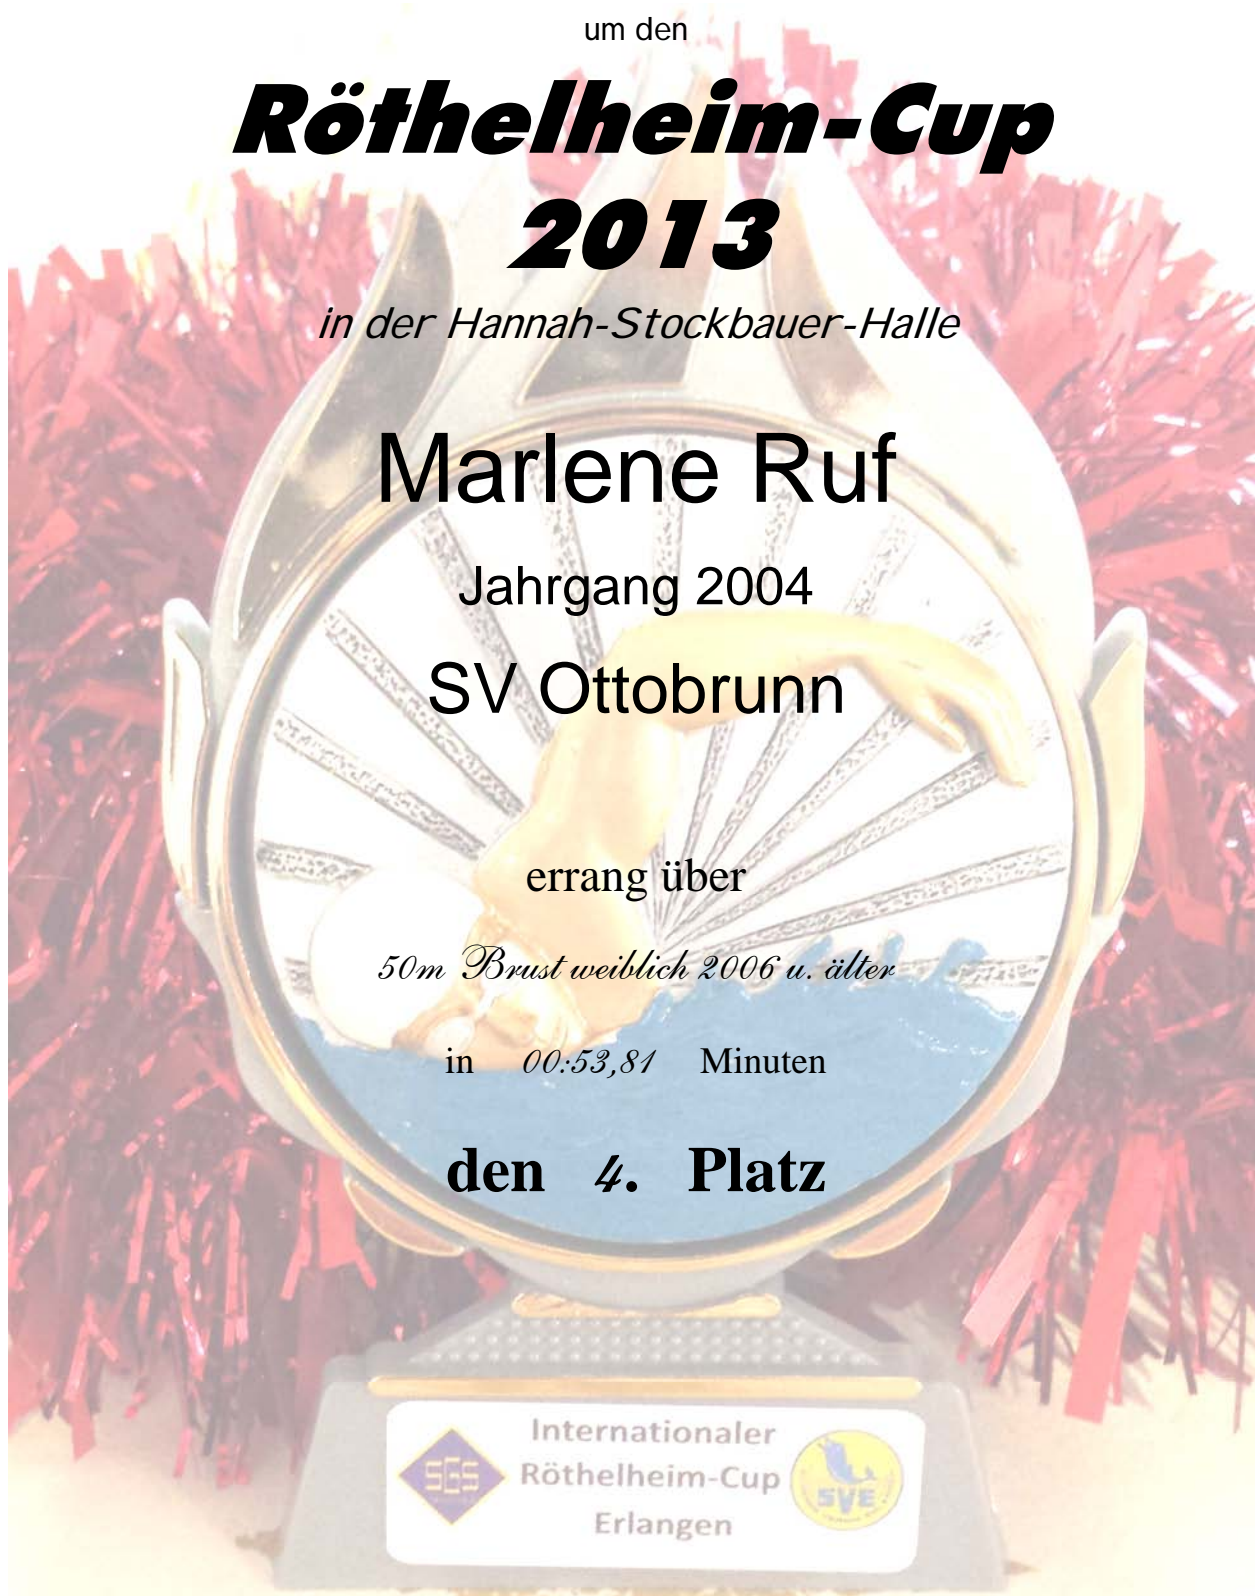 um den
Röthelheim-Cup
2013
in der Hannah-Stockbauer-Halle
Marlene Ruf
Jahrgang 2004
SV Ottobrunn
errang über
50m Brust weiblich 2006 u. älter
in 00:53,81 Minuten
den 4. Platz
Internationaler
SGS Röthelheim-Cup SVE
Erlangen